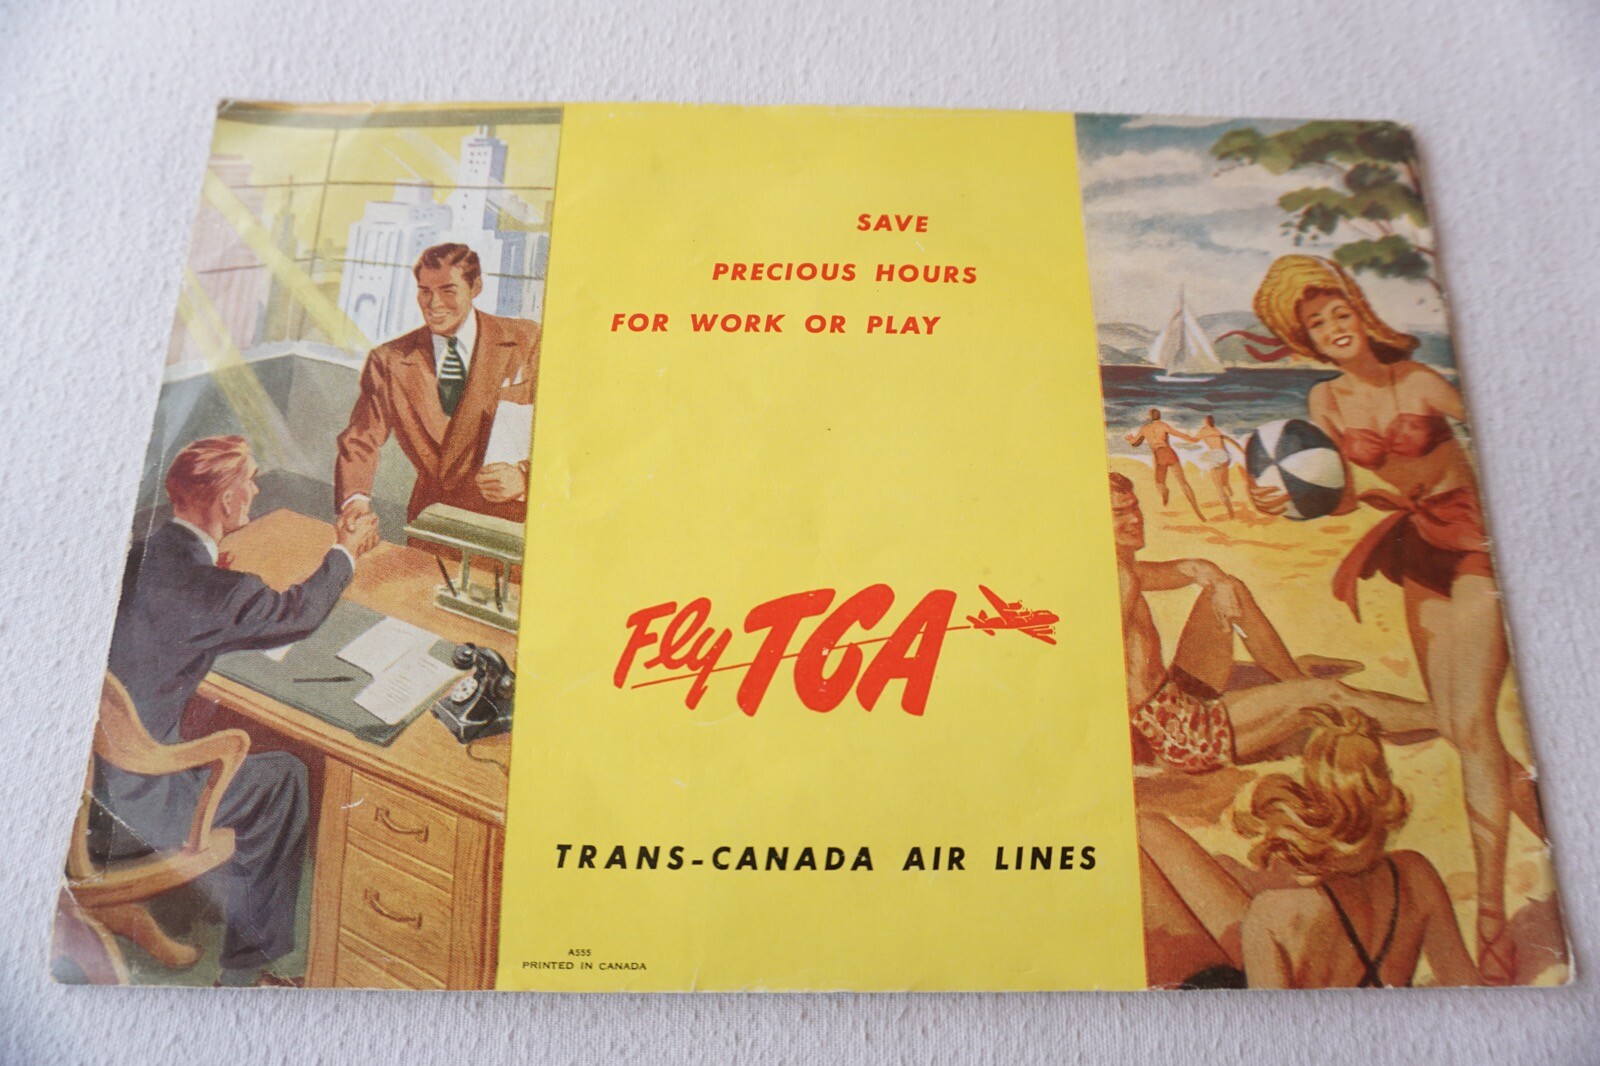 SAVE
PRECIOUS HOURS
FOR WORK OR PLAY
Fly TCA
TRANS-CANADA AIR LINES
A555
PRINTED IN CANADA